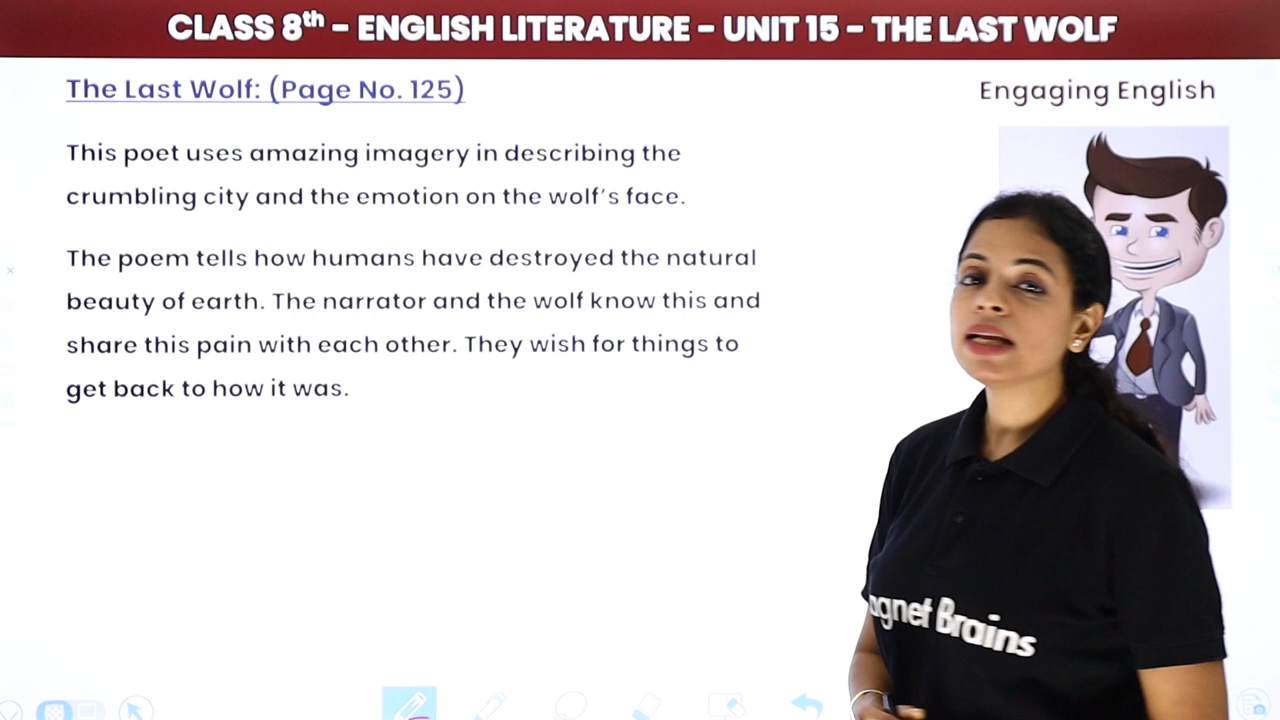 CLASS 8th – ENGLISH LITERATURE – UNIT 15 – THE LAST WOLF
The Last Wolf: (Page No. 125)
Engaging English
This poet uses amazing imagery in describing the
crumbling city and the emotion on the wolf's face.
The poem tells how humans have destroyed the natural
beauty of earth. The narrator and the wolf know this and
share this pain with each other. They wish for things to
get back to how it was.
agnet Brains